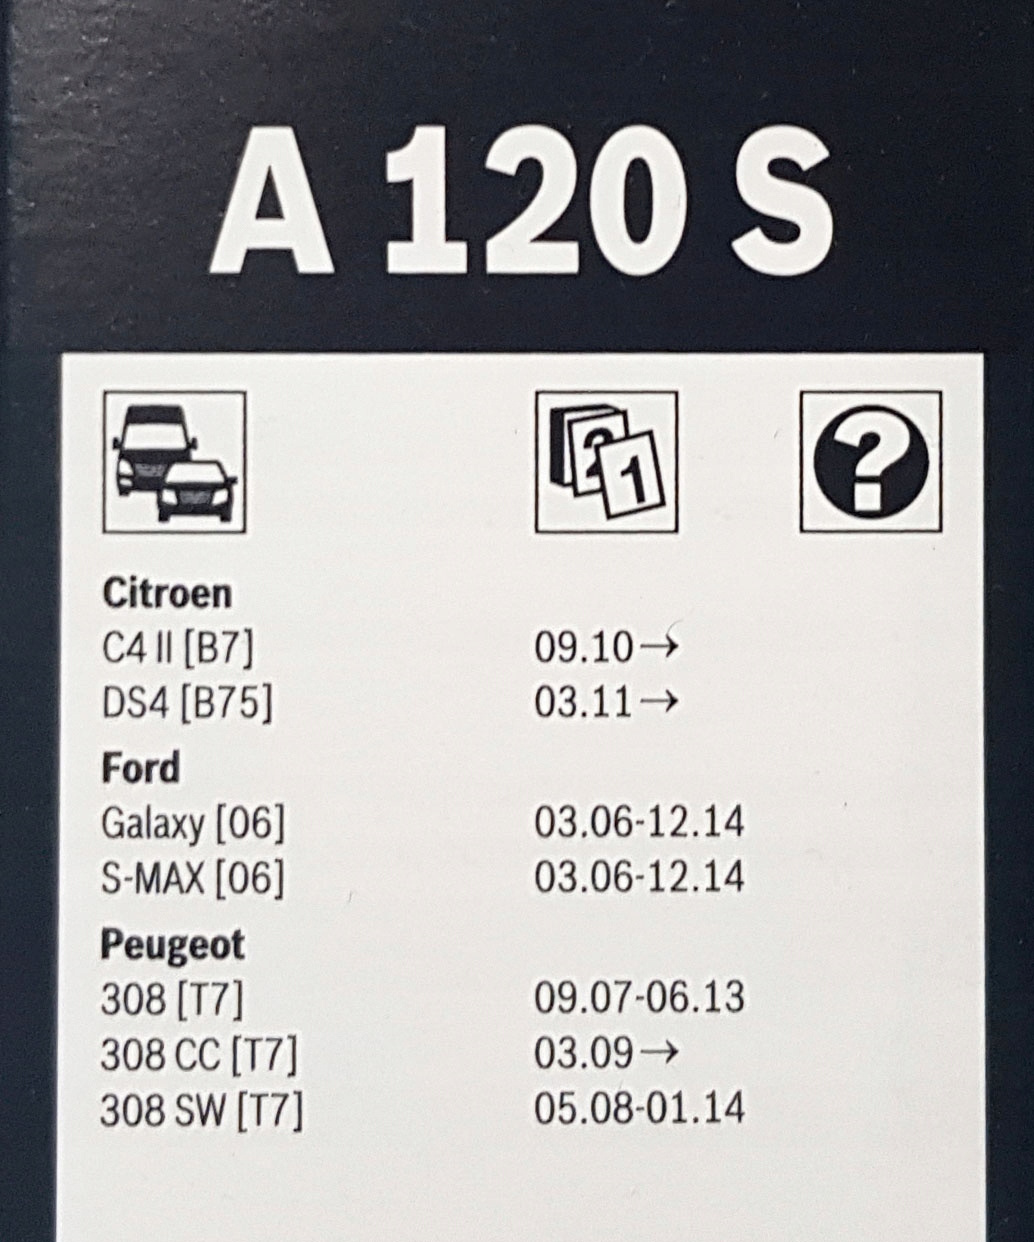 A 120 S
2 1 ?
Citroen
C4 II [B7] 09.10→
DS4 [B75] 03.11→
Ford
Galaxy [06] 03.06-12.14
S-MAX [06] 03.06-12.14
Peugeot
308 [T7] 09.07-06.13
308 CC [T7] 03.09→
308 SW [T7] 05.08-01.14